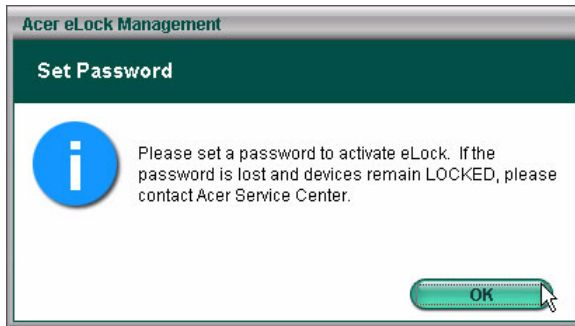 Acer eLock Management
Set Password
Please set a password to activate eLock. If the
password is lost and devices remain LOCKED, please
contact Acer Service Center.
OK